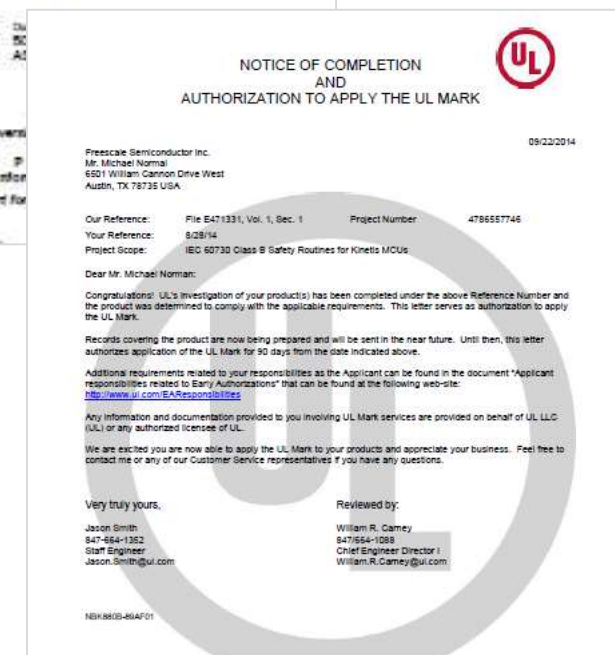 UL
NOTICE OF COMPLETION
AND
AUTHORIZATION TO APPLY THE UL MARK
09/22/2014
Freescale Semiconductor Inc.
Mr. Michael Normal
6501 William Cannon Drive West
Austin, TX 78735 USA
Our Reference: File E471331, Vol. 1, Sec. 1 Project Number 4786557746
Your Reference: 8/28/14
Project Scope: IEC 60730 Class B Safety Routines for Kinetis MCUs
Dear Mr. Michael Norman:
Congratulations! UL's investigation of your product(s) has been completed under the above Reference Number and
the product was determined to comply with the applicable requirements. This letter serves as authorization to apply
the UL Mark.
Records covering the product are now being prepared and will be sent in the near future. Until then, this letter
authorizes application of the UL Mark for 90 days from the date indicated above.
Additional requirements related to your responsibilities as the Applicant can be found in the document "Applicant
responsibilities related to Early Authorizations" that can be found at the following web-site:
http://www.ul.com/EAResponsibilities
Any information and documentation provided to you involving UL Mark services are provided on behalf of UL LLC
(UL) or any authorized licensee of UL.
We are excited you are now able to apply the UL Mark to your products and appreciate your business. Feel free to
contact me or any of our Customer Service representatives if you have any questions.
Very truly yours, Reviewed by:
Jason Smith William R. Carney
847-664-1352 847/664-1088
Staff Engineer Chief Engineer Director I
Jason.Smith@ul.com William.R.Carney@ul.com
UL